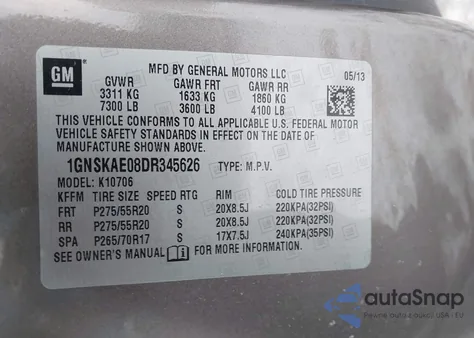 GM
MFD BY GENERAL MOTORS LLC 05/13
GVWR GAWR FRT GAWR RR
3311 KG 1633 KG 1860 KG
7300 LB 3600 LB 4100 LB
THIS VEHICLE CONFORMS TO ALL APPLICABLE U.S. FEDERAL MOTOR
VEHICLE SAFETY STANDARDS IN EFFECT ON THE DATE OF
MANUFACTURE SHOWN ABOVE.
1GNSKAE08DR345626 TYPE: M.P.V.
MODEL: K10706
KFFM TIRE SIZE SPEED RTG RIM COLD TIRE PRESSURE
FRT P275/55R20 S 20X8.5J 220KPA(32PSI)
RR P275/55R20 S 20X8.5J 220KPA(32PSI)
SPA P265/70R17 S 17X7.5J 240KPA(35PSI)
SEE OWNER'S MANUAL FOR MORE INFORMATION
autoSnap